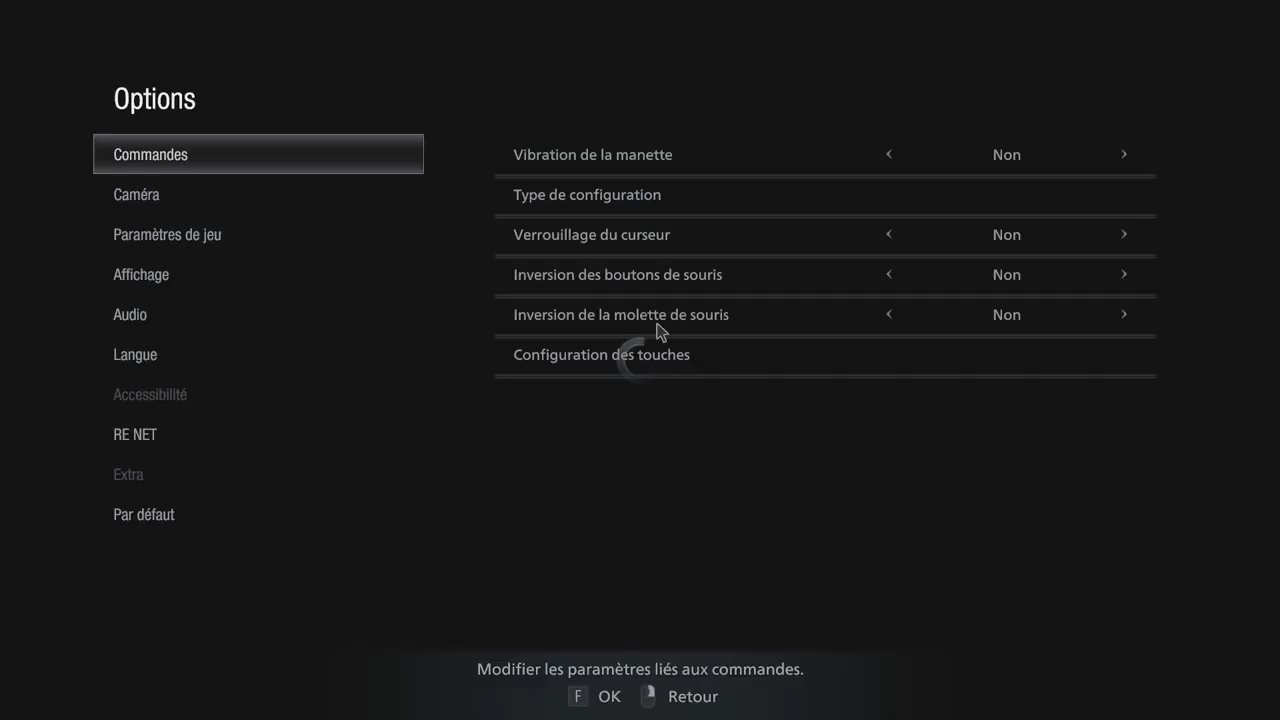 Options
Commandes
Caméra
Paramètres de jeu
Affichage
Audio
Langue
Accessibilité
RE NET
Extra
Par défaut
Vibration de la manette < Non >
Type de configuration
Verrouillage du curseur < Non >
Inversion des boutons de souris < Non >
Inversion de la molette de souris < Non >
Configuration des touches
Modifier les paramètres liés aux commandes.
F OK Retour